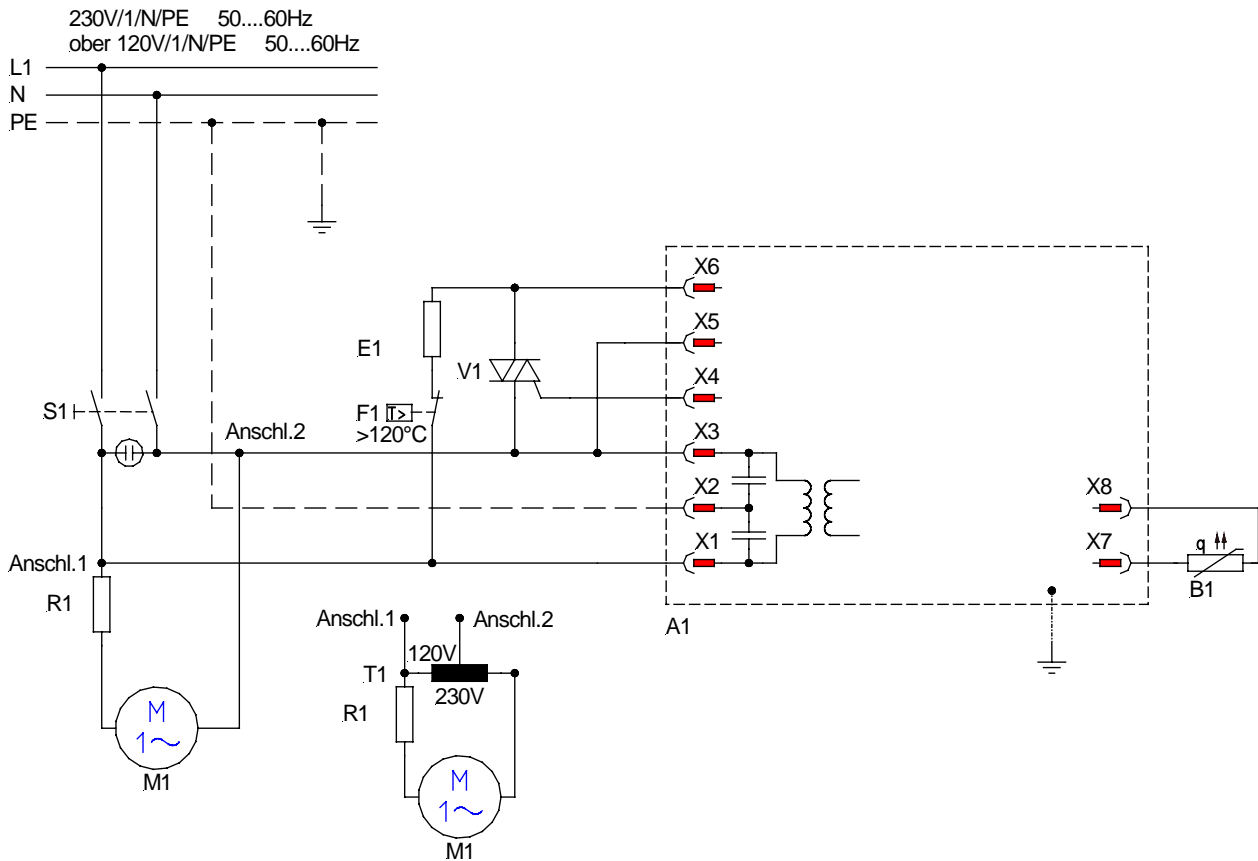 230V/1/N/PE 50....60Hz
ober 120V/1/N/PE 50....60Hz
L1
N
PE
X6
X5
E1
V1
X4
S1
F1 T>
>120°C
Anschl.2
X3
X2
X8
X1
X7
Anschl.1
q
B1
R1
A1
Anschl.1
Anschl.2
120V
T1
230V
R1
M
1~
M1
M
1~
M1